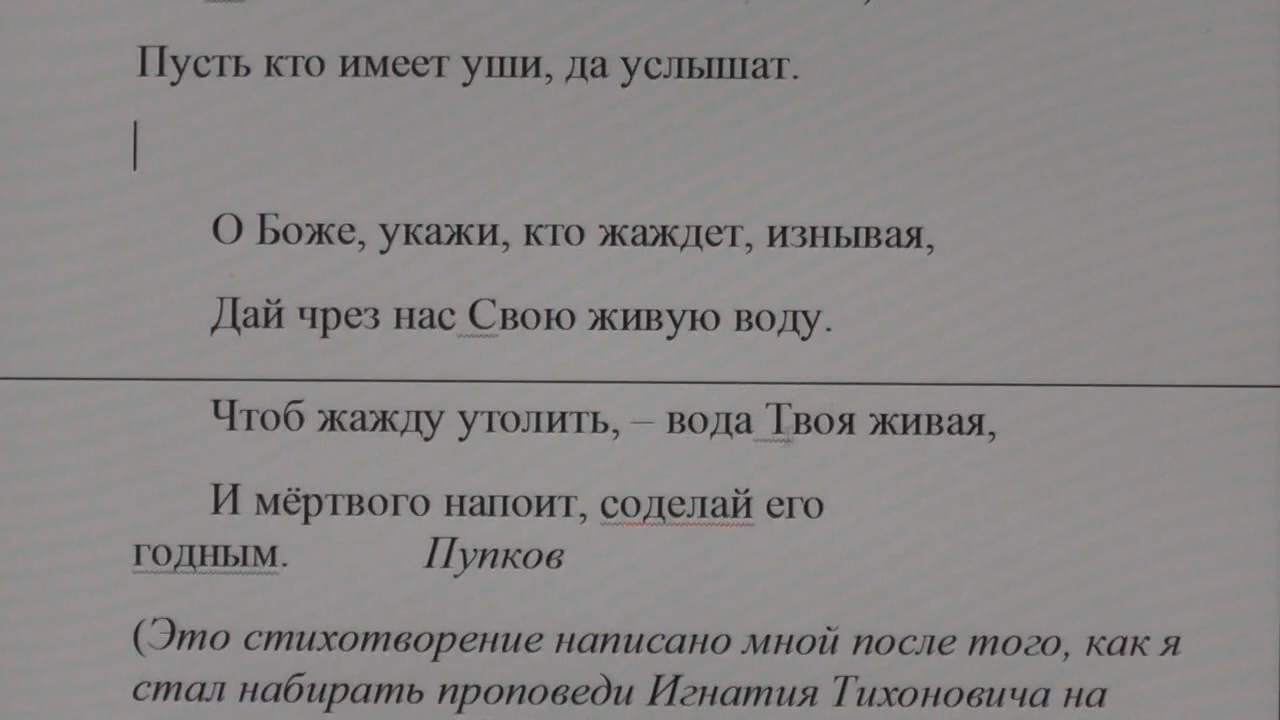 Пусть кто имеет уши, да услышат.
О Боже, укажи, кто жаждет, изнывая,
Дай чрез нас Свою живую воду.
Чтоб жажду утолить, – вода Твоя живая,
И мёртвого напоит, соделай его
годным. Пупков
(Это стихотворение написано мной после того, как я
стал набирать проповеди Игнатия Тихоновича на